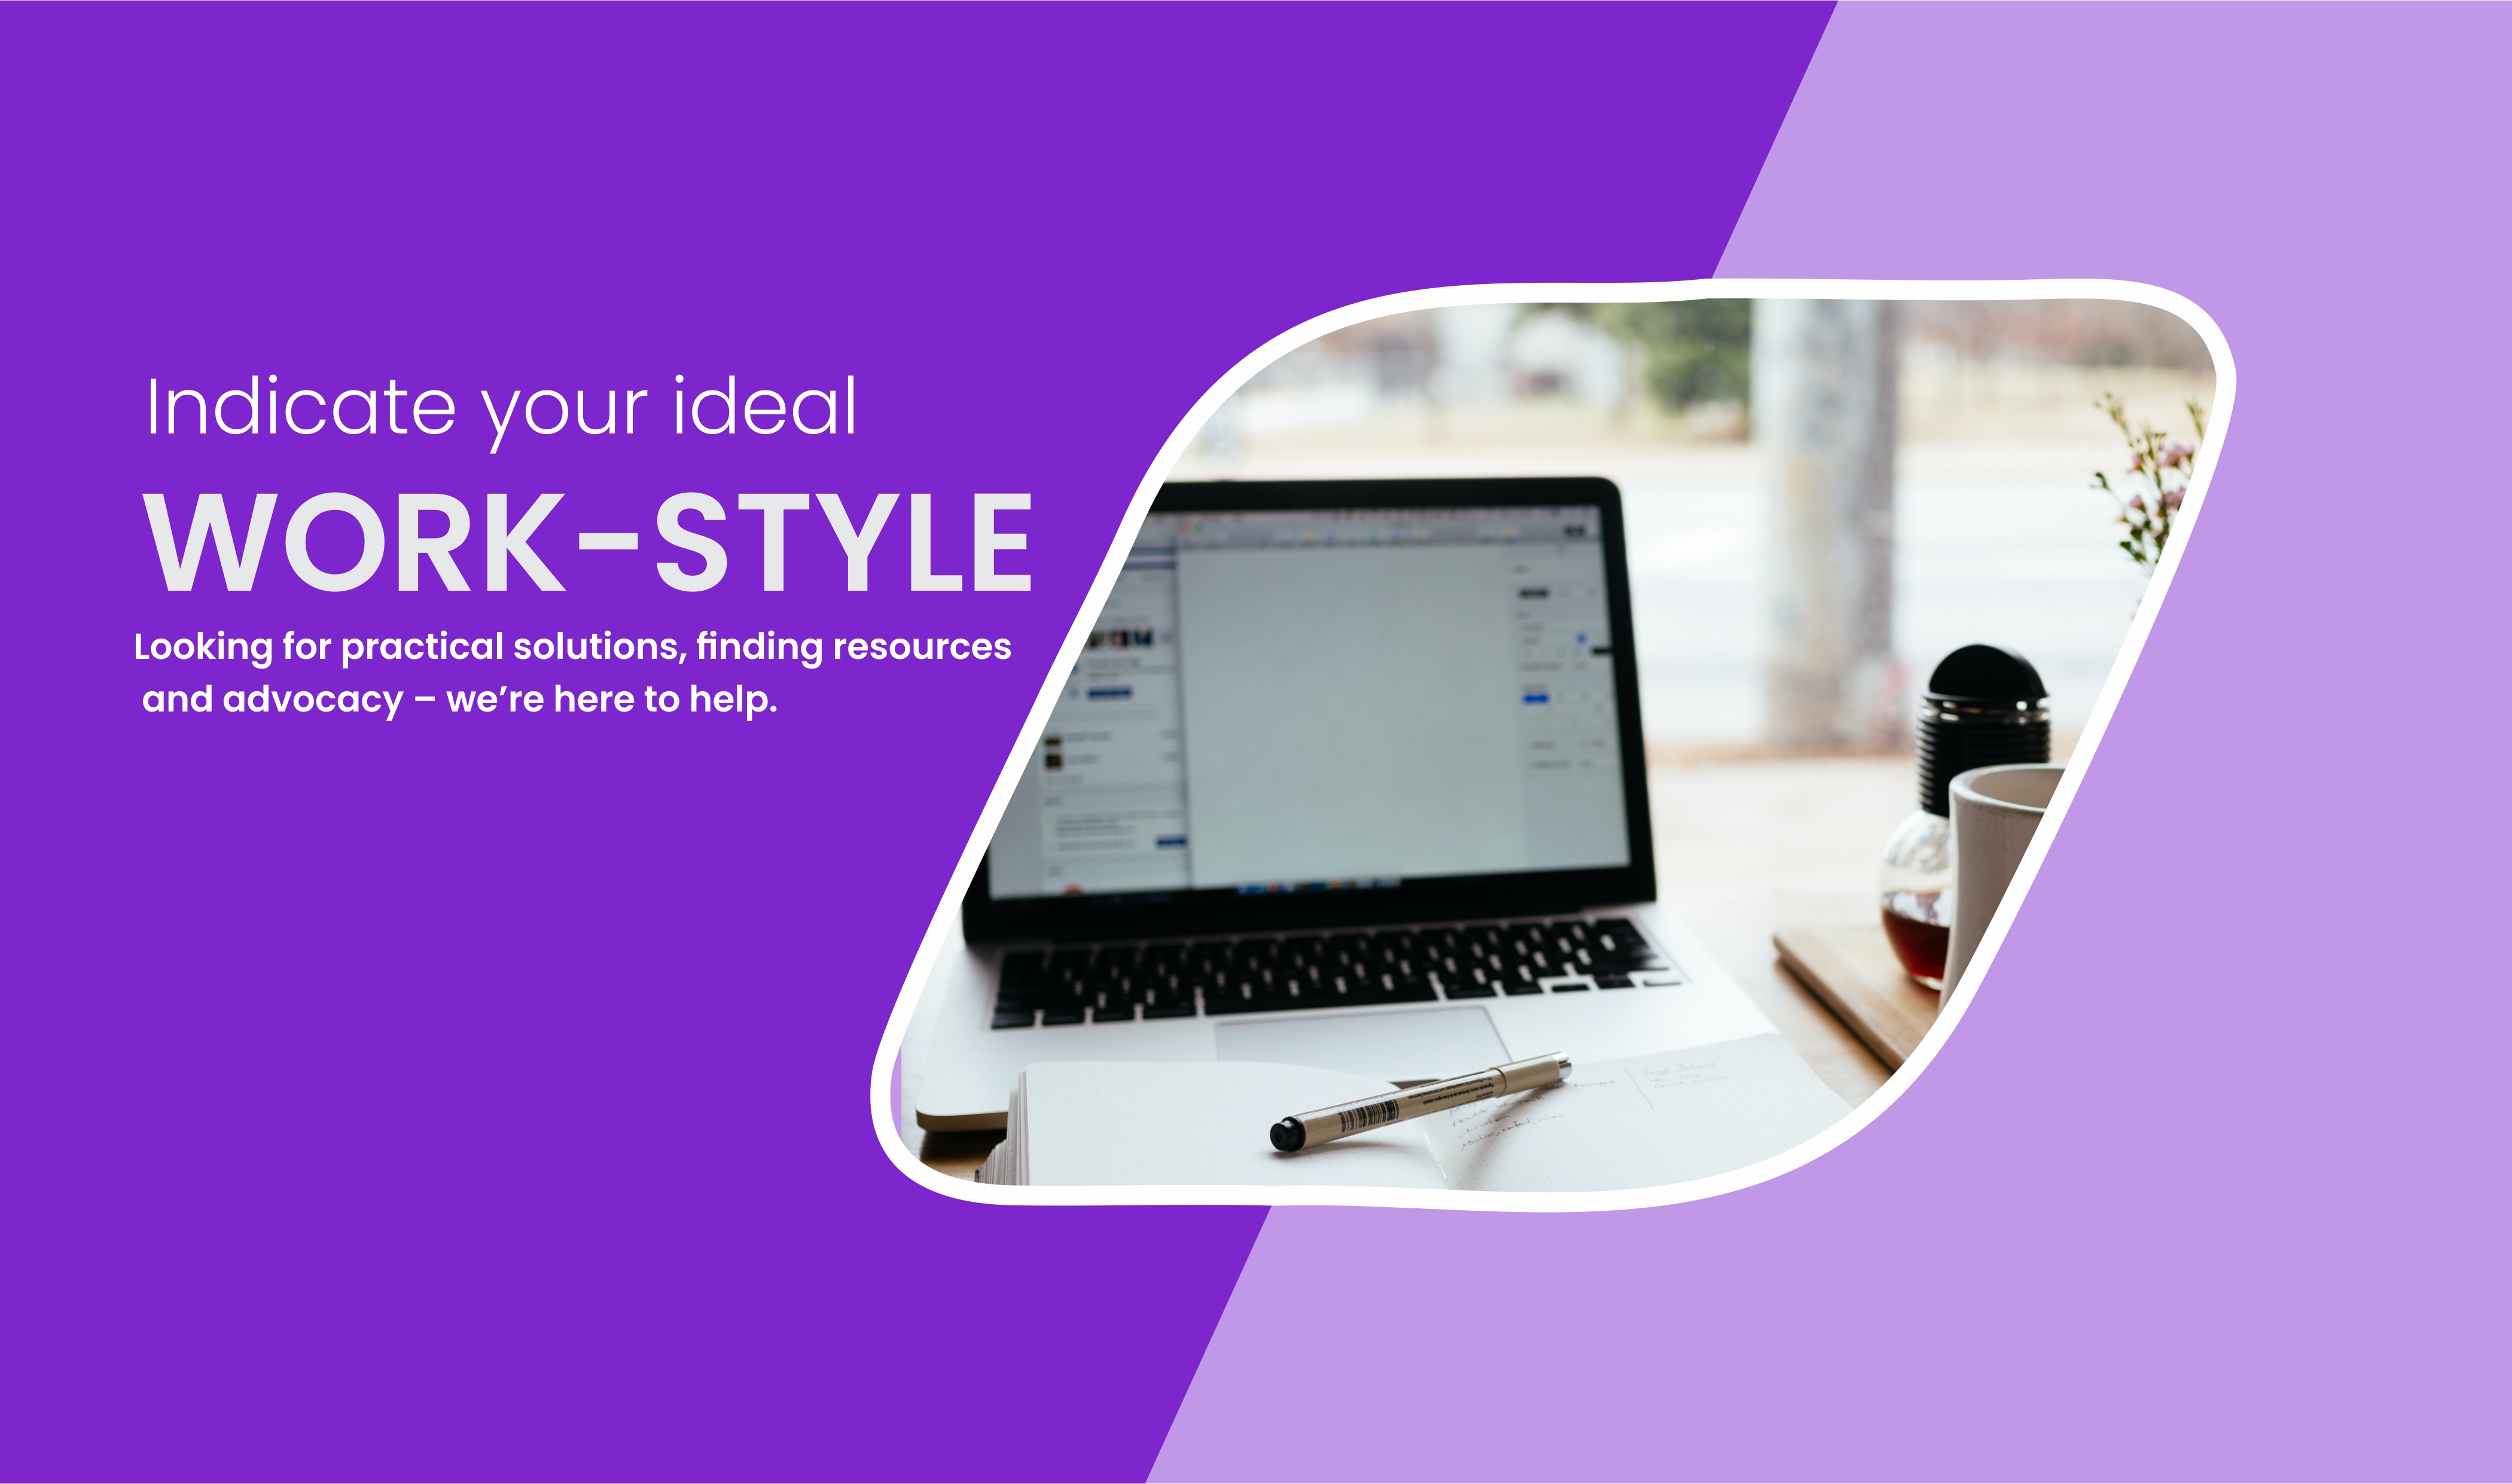 Indicate your ideal
WORK-STYLE
Looking for practical solutions, finding resources
and advocacy – we’re here to help.